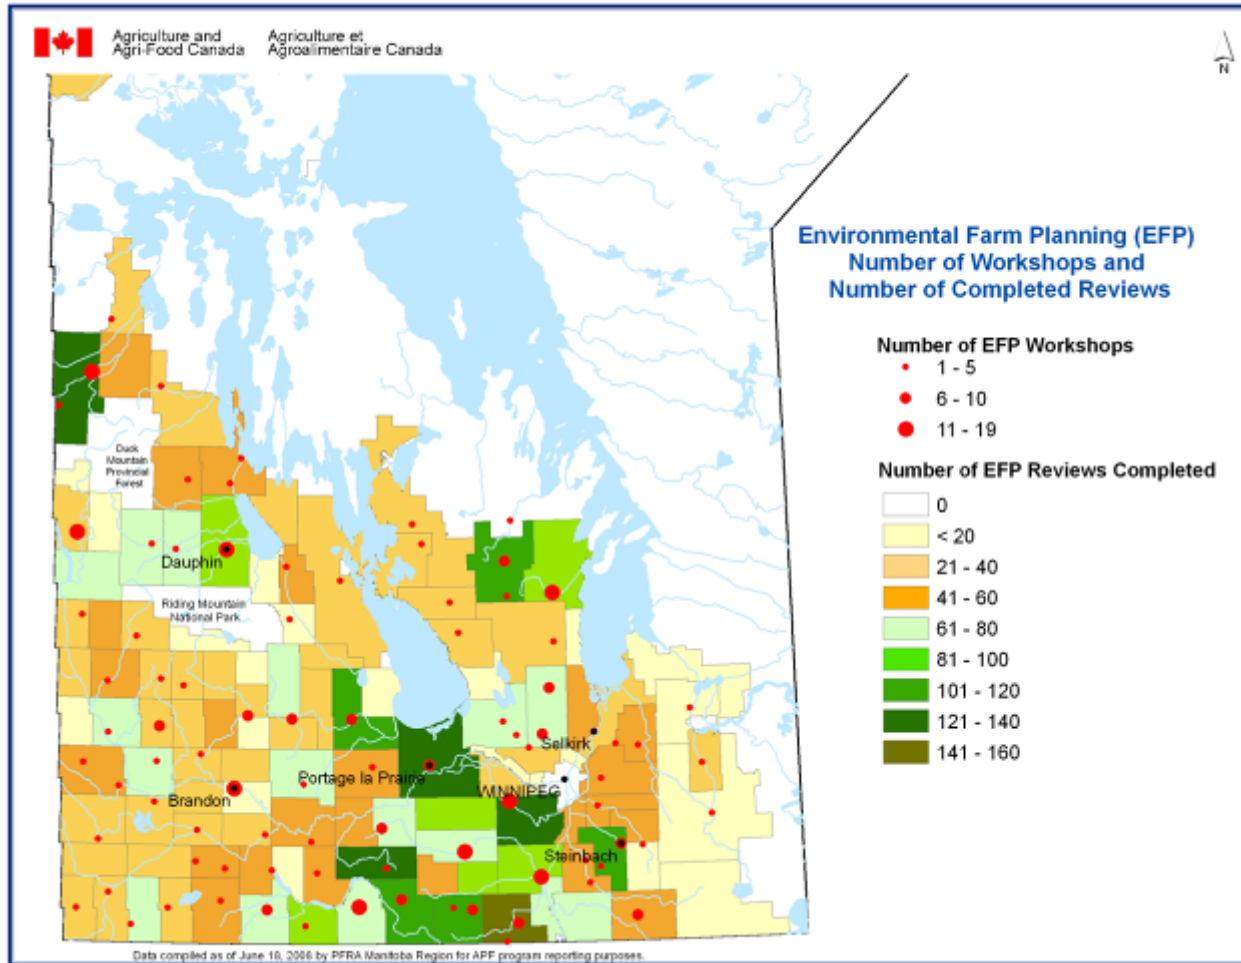 Agriculture and
Agri-Food Canada
Agriculture et
Agroalimentaire Canada
N
Environmental Farm Planning (EFP)
Number of Workshops and
Number of Completed Reviews
Number of EFP Workshops
1 - 5
6 - 10
11 - 19
Number of EFP Reviews Completed
0
< 20
21 - 40
41 - 60
61 - 80
81 - 100
101 - 120
121 - 140
141 - 160
Duck
Mountain
Provincial
Forest
Dauphin
Riding Mountain
National Park
Selkirk
Portage la Prairie
WINNIPEG
Brandon
Steinbach
Data compiled as of June 18, 2008 by PFRA Manitoba Region for APF program reporting purposes.